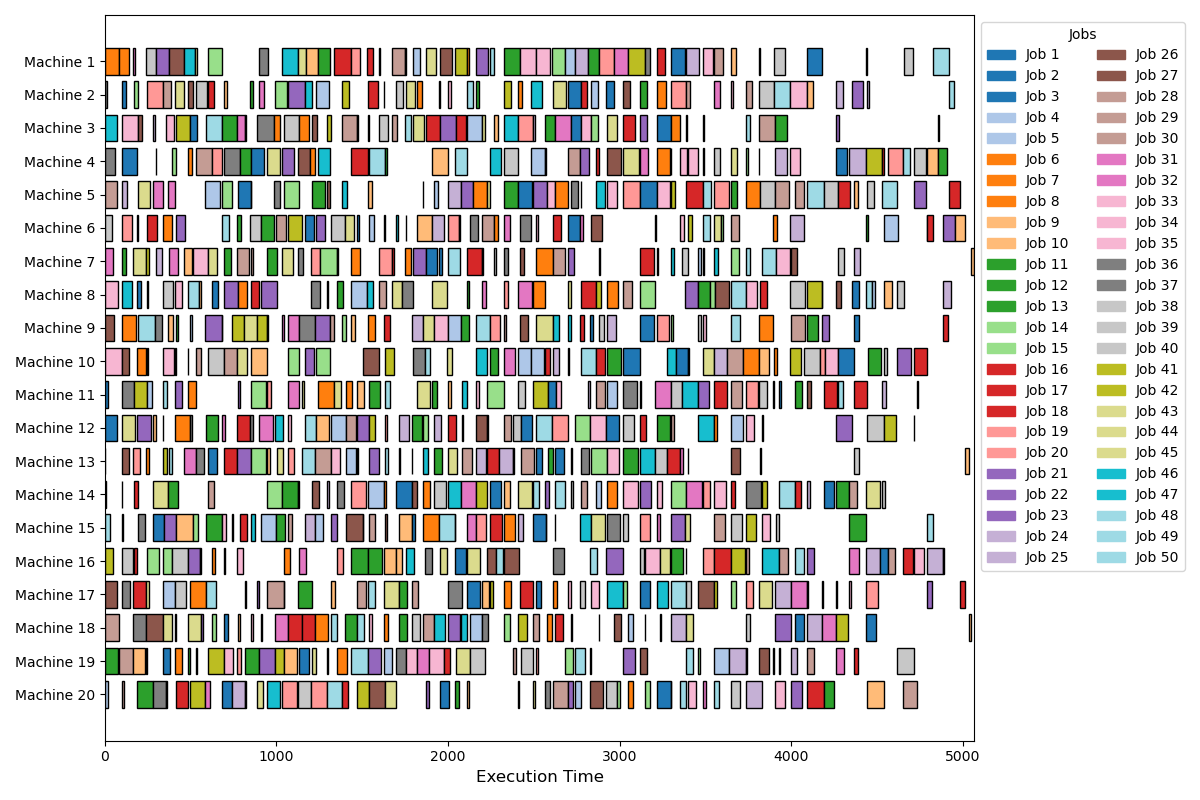 Machine 1
Machine 2
Machine 3
Machine 4
Machine 5
Machine 6
Machine 7
Machine 8
Machine 9
Machine 10
Machine 11
Machine 12
Machine 13
Machine 14
Machine 15
Machine 16
Machine 17
Machine 18
Machine 19
Machine 20
0 1000 2000 3000 4000 5000
Execution Time
Jobs
Job 1
Job 2
Job 3
Job 4
Job 5
Job 6
Job 7
Job 8
Job 9
Job 10
Job 11
Job 12
Job 13
Job 14
Job 15
Job 16
Job 17
Job 18
Job 19
Job 20
Job 21
Job 22
Job 23
Job 24
Job 25
Job 26
Job 27
Job 28
Job 29
Job 30
Job 31
Job 32
Job 33
Job 34
Job 35
Job 36
Job 37
Job 38
Job 39
Job 40
Job 41
Job 42
Job 43
Job 44
Job 45
Job 46
Job 47
Job 48
Job 49
Job 50